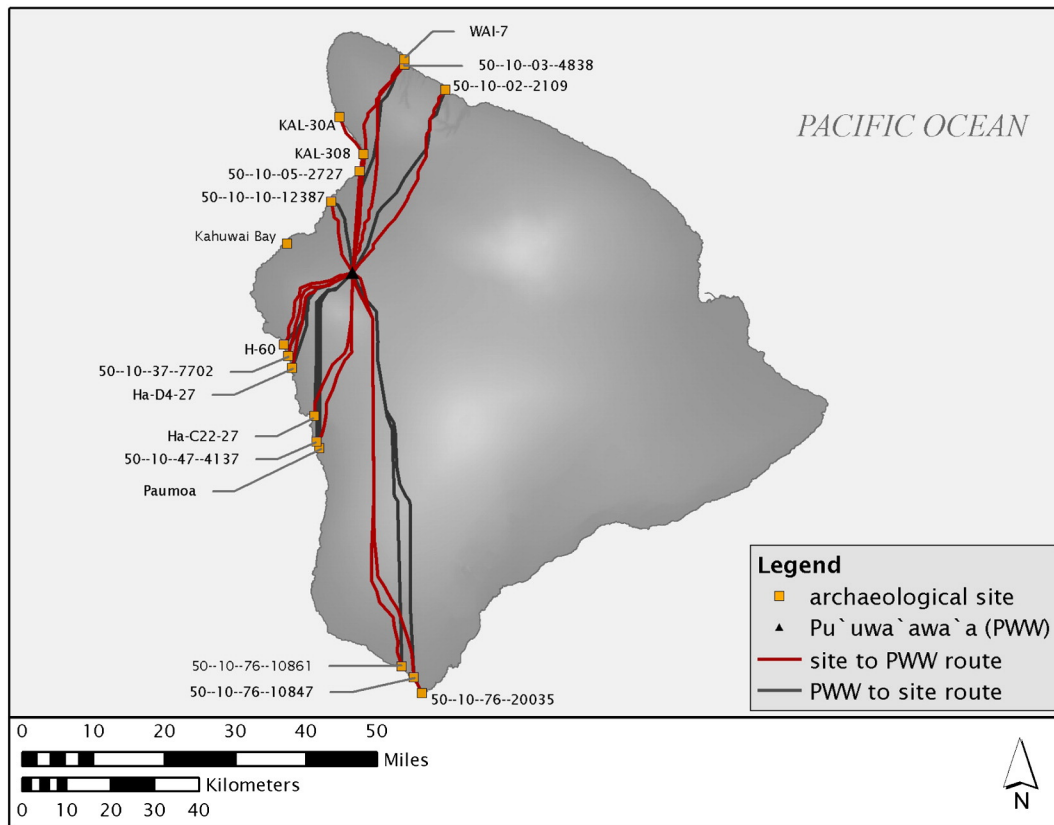 WAI-7
50--10--03--4838
50--10--02--2109
PACIFIC OCEAN
KAL-30A
KAL-308
50--10--05--2727
50--10--10--12387
Kahuwai Bay
H-60
50--10--37--7702
Ha-D4-27
Ha-C22-27
50--10--47--4137
Paumoa
50--10--76--10861
50--10--76--10847
50--10--76--20035
Legend
archaeological site
Pu`uwa`awa`a (PWW)
site to PWW route
PWW to site route
0 10 20 30 40 50
Miles
Kilometers
0 10 20 30 40
N